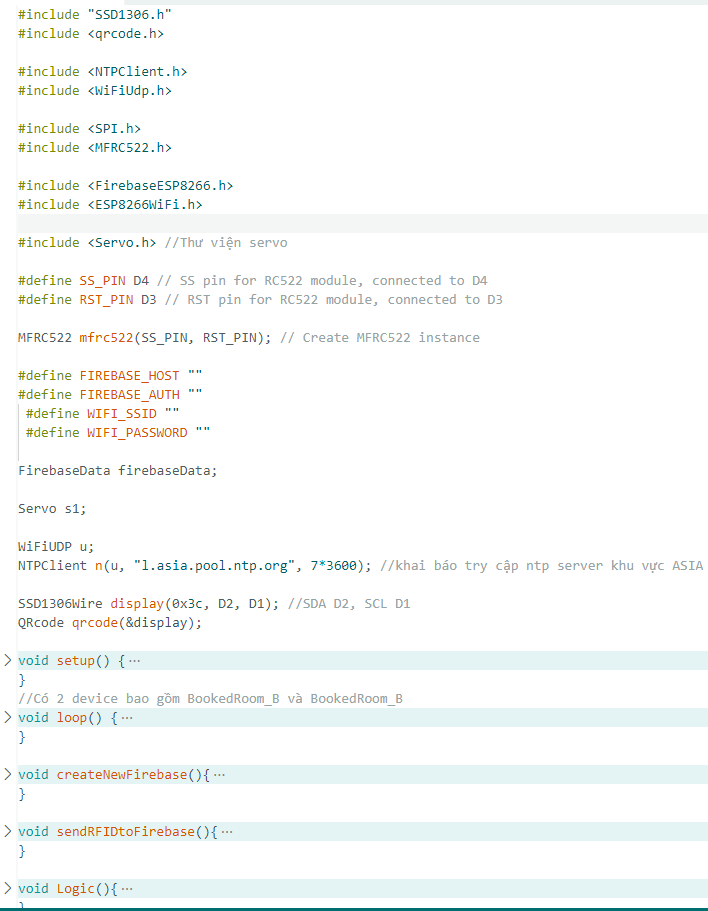 #include "SSD1306.h"
#include <qrcode.h>
#include <NTPClient.h>
#include <WiFiUdp.h>
#include <SPI.h>
#include <MFRC522.h>
#include <FirebaseESP8266.h>
#include <ESP8266WiFi.h>
#include <Servo.h> //Thư viện servo
#define SS_PIN D4 // SS pin for RC522 module, connected to D4
#define RST_PIN D3 // RST pin for RC522 module, connected to D3
MFRC522 mfrc522(SS_PIN, RST_PIN); // Create MFRC522 instance
#define FIREBASE_HOST ""
#define FIREBASE_AUTH ""
#define WIFI_SSID ""
#define WIFI_PASSWORD ""
FirebaseData firebaseData;
Servo s1;
WiFiUDP u;
NTPClient n(u, "1.asia.pool.ntp.org", 7*3600); //khai báo try cập ntp server khu vực ASIA
SSD1306Wire display(0x3c, D2, D1); //SDA D2, SCL D1
QRcode qrcode(&display);
void setup() {···
}
//Có 2 device bao gồm BookedRoom_B và BookedRoom_B
void loop() {···
}
void createNewFirebase(){···
}
void sendRFIDtoFirebase(){···
}
void Logic(){···
}